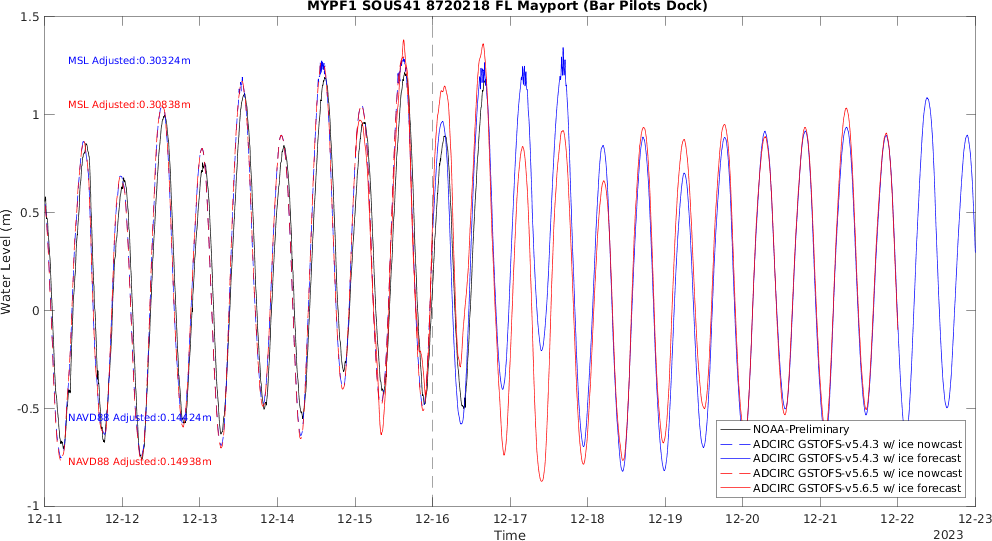 MYPF1 SOUS41 8720218 FL Mayport (Bar Pilots Dock)
1.5
MSL Adjusted:0.30324m
MSL Adjusted:0.30838m
1
0.5
Water Level (m)
0
-0.5
NAVD88 Adjusted:0.14424m
NAVD88 Adjusted:0.14938m
-1
NOAA-Preliminary
ADCIRC GSTOFS-v5.4.3 w/ ice nowcast
ADCIRC GSTOFS-v5.4.3 w/ ice forecast
ADCIRC GSTOFS-v5.6.5 w/ ice nowcast
ADCIRC GSTOFS-v5.6.5 w/ ice forecast
12-11 12-12 12-13 12-14 12-15 12-16 12-17 12-18 12-19 12-20 12-21 12-22 12-23
Time
2023